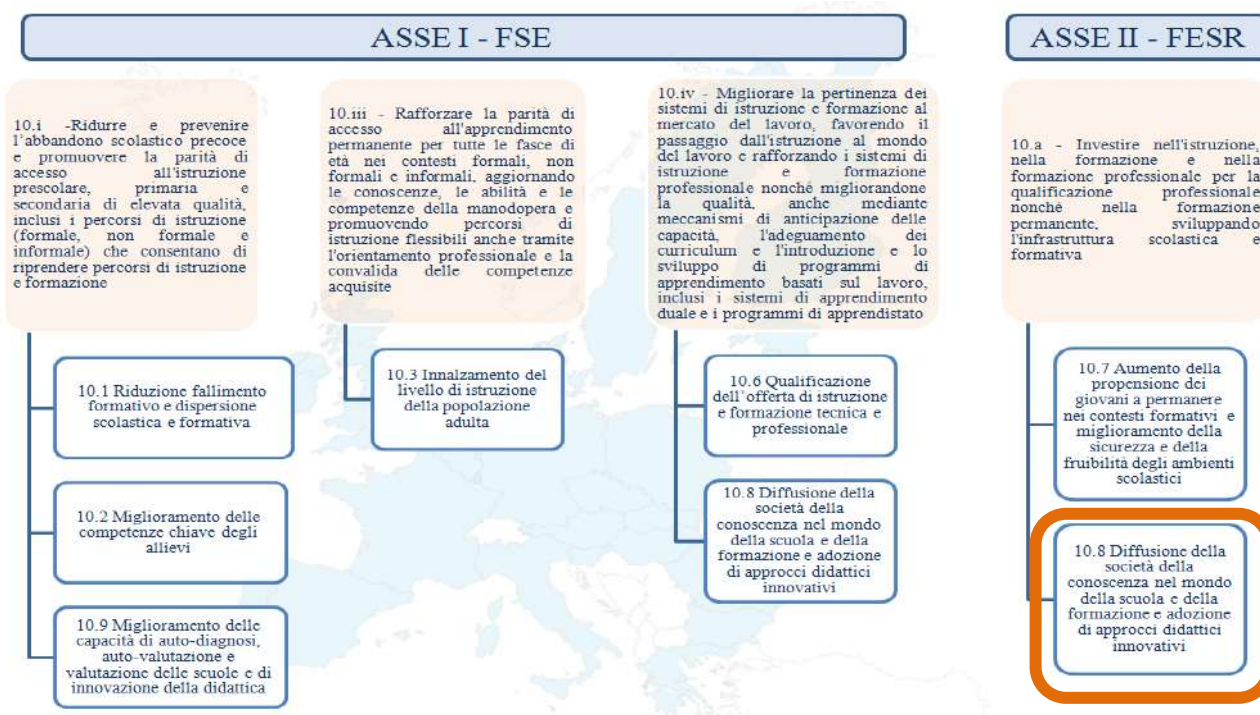 ASSE I - FSE
10.i -Ridurre e prevenire
l'abbandono scolastico precoce
e promuovere la parità di
accesso all'istruzione
prescolare, primaria e
secondaria di elevata qualità,
inclusi i percorsi di istruzione
(formale, non formale e
informale) che consentano di
riprendere percorsi di istruzione
e formazione
10.1 Riduzione fallimento
formativo e dispersione
scolastica e formativa
10.2 Miglioramento delle
competenze chiave degli
allievi
10.9 Miglioramento delle
capacità di auto-diagnosi,
auto-valutazione e
valutazione delle scuole e di
innovazione della didattica
10.iii - Rafforzare la parità di
accesso all'apprendimento
permanente per tutte le fasce di
età nei contesti formali, non
formali e informali, aggiornando
le conoscenze, le abilità e le
competenze della manodopera e
promuovendo percorsi di
istruzione flessibili anche tramite
l'orientamento professionale e la
convalida delle competenze
acquisite
10.3 Innalzamento del
livello di istruzione
della popolazione
adulta
10.iv - Migliorare la pertinenza dei
sistemi di istruzione e formazione al
mercato del lavoro, favorendo il
passaggio dall'istruzione al mondo
del lavoro e rafforzando i sistemi di
istruzione e formazione
professionale nonché migliorandone
la qualità, anche mediante
meccanismi di anticipazione delle
capacità, l'adeguamento dei
curriculum e l'introduzione e lo
sviluppo di programmi di
apprendimento basati sul lavoro,
inclusi i sistemi di apprendimento
duale e i programmi di apprendistato
10.6 Qualificazione
dell'offerta di istruzione
e formazione tecnica e
professionale
10.8 Diffusione della
società della
conoscenza nel mondo
della scuola e della
formazione e adozione
di approcci didattici
innovativi
ASSE II - FESR
10.a - Investire nell'istruzione,
nella formazione e nella
formazione professionale per la
qualificazione professionale
nonché nella formazione
permanente, sviluppando
l'infrastruttura scolastica e
formativa
10.7 Aumento della
propensione dei
giovani a permanere
nei contesti formativi e
miglioramento della
sicurezza e della
fruibilità degli ambienti
scolastici
10.8 Diffusione della
società della
conoscenza nel mondo
della scuola e della
formazione e adozione
di approcci didattici
innovativi